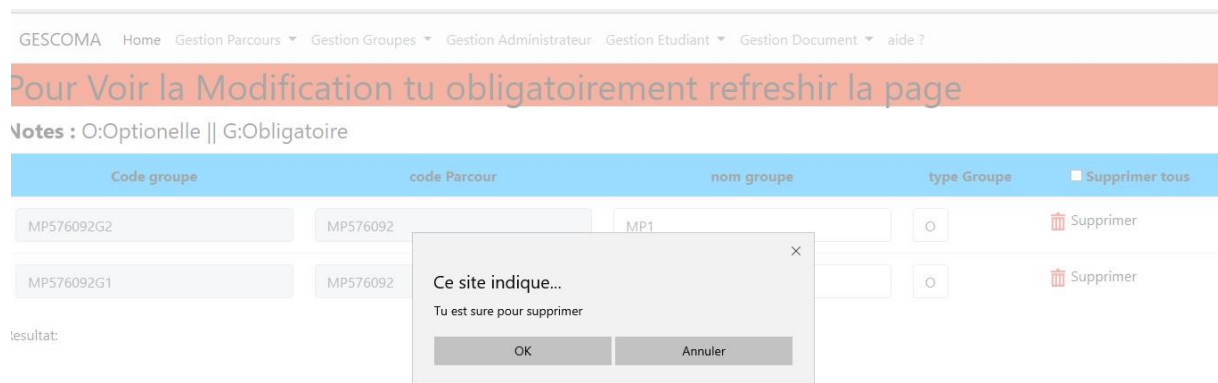 GESCOMA Home Gestion Parcours Gestion Groupes Gestion Administrateur Gestion Etudiant Gestion Document aide ?
Pour Voir la Modification tu obligatoirement refreshir la page
Notes : O:Optionelle || G:Obligatoire
Code groupe code Parcour nom groupe type Groupe Supprimer tous
MP576092G2 MP576092 MP1 O Supprimer
MP576092G1 MP576092 O Supprimer
Resultat:
Ce site indique...
Tu est sure pour supprimer
OK Annuler